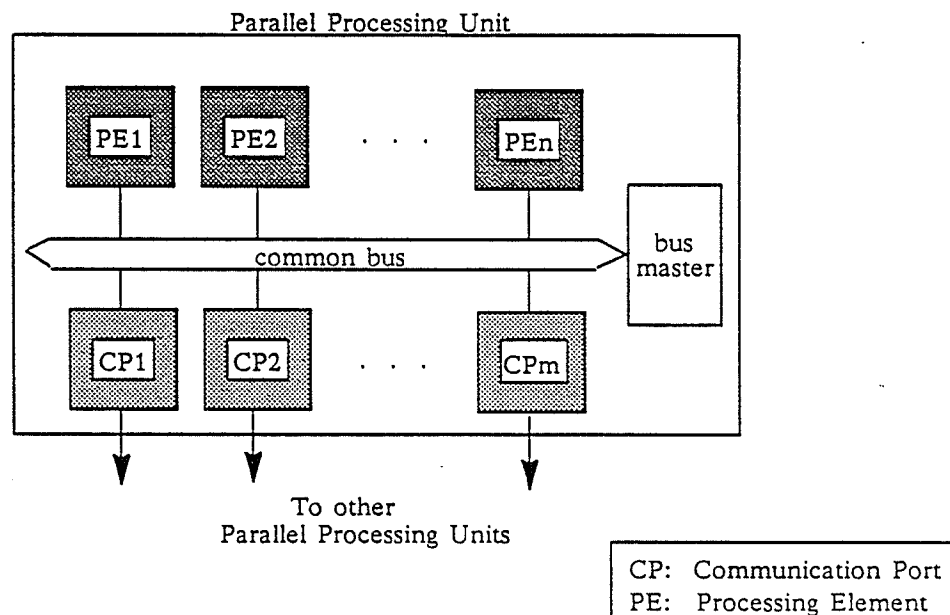 Parallel Processing Unit
PE1 PE2 . . . PEn
common bus
bus
master
CP1 CP2 . . . CPm
To other
Parallel Processing Units
CP: Communication Port
PE: Processing Element